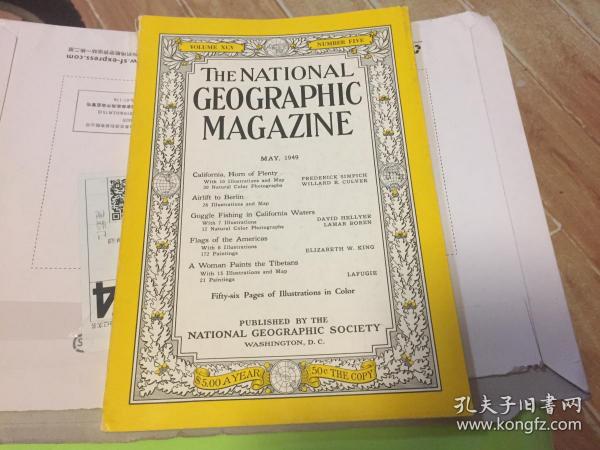 VOLUME XCV
NUMBER FIVE
THE NATIONAL
GEOGRAPHIC
MAGAZINE
MAY, 1949
California, Horn of Plenty
With 10 Illustrations and Map
FREDERICK SIMPICH
30 Natural Color Photographs
WILLARD R. CULVER
Airlift to Berlin
26 Illustrations and Map
Goggle Fishing in California Waters
With 7 Illustrations
DAVID HELLYER
12 Natural Color Photographs
LAMAR BOREN
Flags of the Americas
With 6 Illustrations
ELIZABETH W. KING
172 Paintings
A Woman Paints the Tibetans
With 15 Illustrations and Map
LAFUGIE
21 Paintings
Fifty-six Pages of Illustrations in Color
PUBLISHED BY THE
NATIONAL GEOGRAPHIC SOCIETY
WASHINGTON, D. C.
$5.00 A YEAR
50¢ THE COPY
www.sf-express.com
孔夫子旧书网
www.kongfz.com